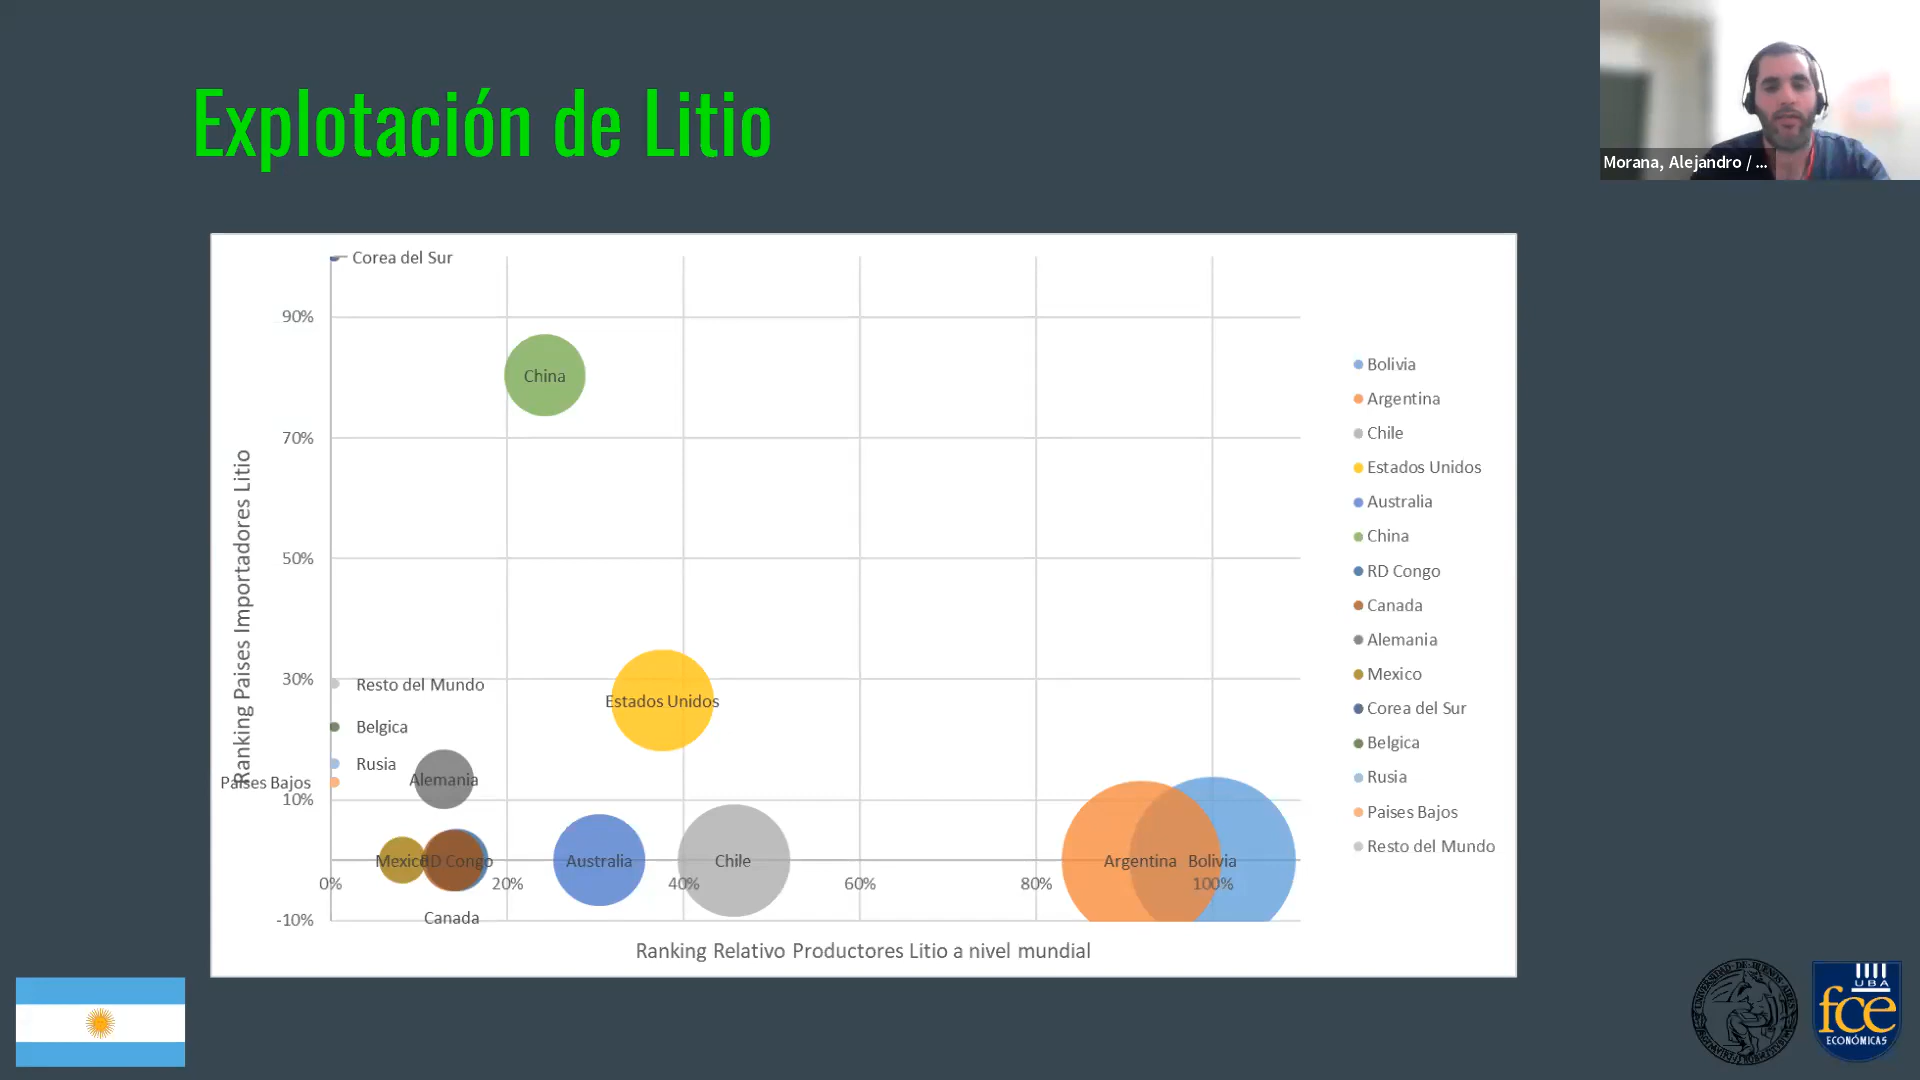 Explotación de Litio
Morana, Alejandro / ...
Ranking Paises Importadores Litio
90%
70%
50%
30%
10%
-10%
0%
20%
40%
60%
80%
100%
Corea del Sur
China
Estados Unidos
Resto del Mundo
Belgica
Rusia
Paises Bajos
Alemania
Mexico
RD Congo
Canada
Australia
Chile
Argentina
Bolivia
Ranking Relativo Productores Litio a nivel mundial
Bolivia
Argentina
Chile
Estados Unidos
Australia
China
RD Congo
Canada
Alemania
Mexico
Corea del Sur
Belgica
Rusia
Paises Bajos
Resto del Mundo
UBA
fce
ECONÓMICAS